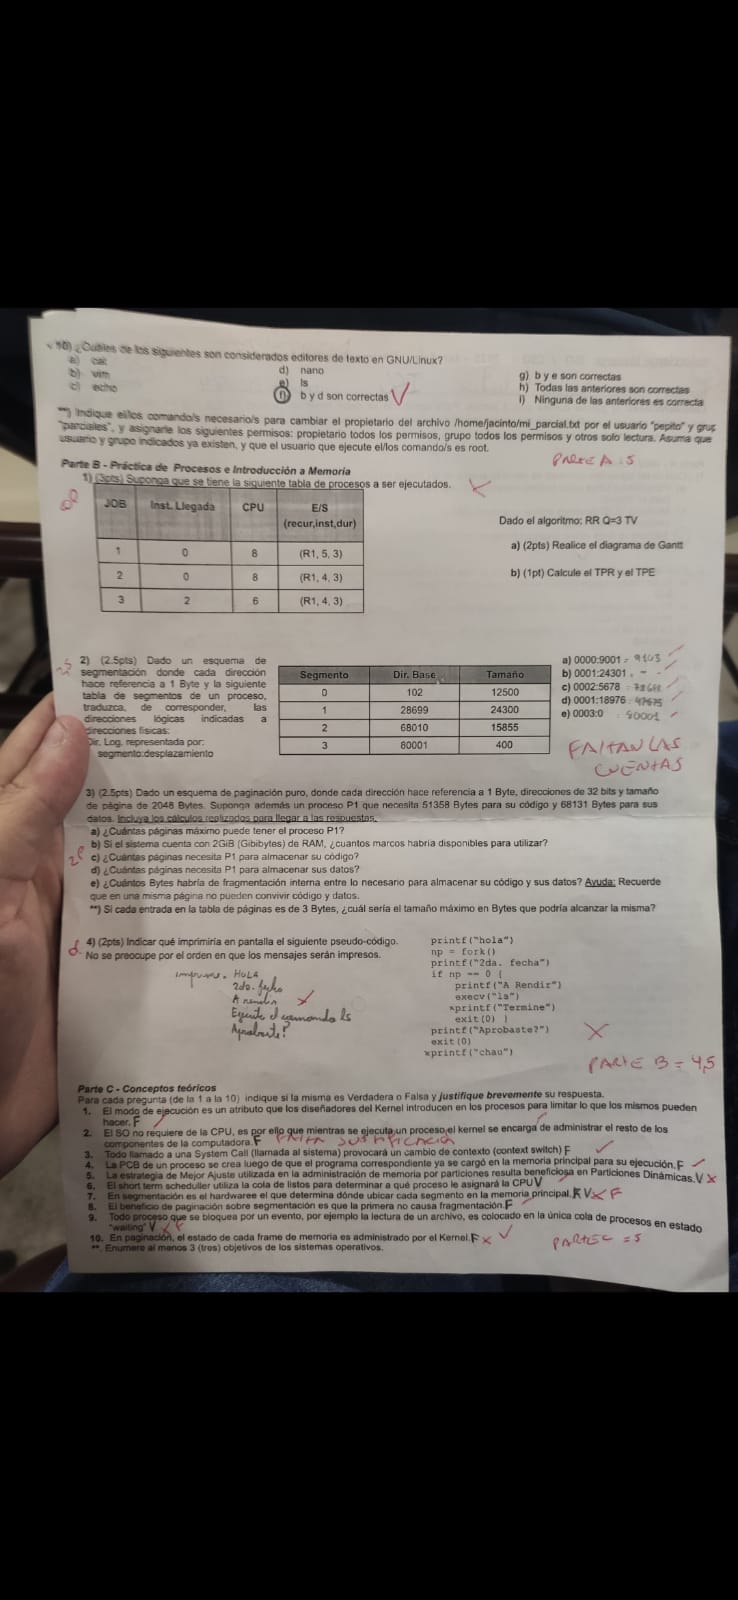 10) ¿Cuáles de los siguientes son considerados editores de texto en GNU/Linux?
a) cat
b) vim
c) echo
d) nano
e) ls
f) b y d son correctas
g) b y e son correctas
h) Todas las anteriores son correctas
i) Ninguna de las anteriores es correcta
**) Indique el/los comando/s necesario/s para cambiar el propietario del archivo /home/jacinto/mi_parcial.txt por el usuario "pepito" y grup
"parciales", y asignarle los siguientes permisos: propietario todos los permisos, grupo todos los permisos y otros solo lectura. Asuma que
usuario y grupo indicados ya existen, y que el usuario que ejecute el/los comando/s es root.
PARTE A: 5
Parte B - Práctica de Procesos e Introducción a Memoria
1) (3pts) Suponga que se tiene la siguiente tabla de procesos a ser ejecutados.
JOB Inst. Llegada CPU E/S (recur,inst,dur)
1 0 8 (R1, 5, 3)
2 0 8 (R1, 4, 3)
3 2 6 (R1, 4, 3)
Dado el algoritmo: RR Q=3 TV
a) (2pts) Realice el diagrama de Gantt
b) (1pt) Calcule el TPR y el TPE
2) (2.5pts) Dado un esquema de
segmentación donde cada dirección
hace referencia a 1 Byte y la siguiente
tabla de segmentos de un proceso,
traduzca, de corresponder, las
direcciones lógicas indicadas a
direcciones físicas:
Dir. Log. representada por:
segmento:desplazamiento
Segmento Dir. Base Tamaño
0 102 12500
1 28699 24300
2 68010 15855
3 80001 400
a) 0000:9001 = 9103
b) 0001:24301 . -
c) 0002:5678
d) 0001:18976 47675
e) 0003:0
FALTAN LAS
CUENTAS
3) (2.5pts) Dado un esquema de paginación puro, donde cada dirección hace referencia a 1 Byte, direcciones de 32 bits y tamaño
de página de 2048 Bytes. Suponga además un proceso P1 que necesita 51358 Bytes para su código y 68131 Bytes para sus
datos. Incluya los cálculos realizados para llegar a las respuestas.
a) ¿Cuántas páginas máximo puede tener el proceso P1?
b) Si el sistema cuenta con 2GiB (Gibibytes) de RAM, ¿cuantos marcos habría disponibles para utilizar?
c) ¿Cuántas páginas necesita P1 para almacenar su código?
d) ¿Cuántas páginas necesita P1 para almacenar sus datos?
e) ¿Cuántos Bytes habría de fragmentación interna entre lo necesario para almacenar su código y sus datos? Ayuda: Recuerde
que en una misma página no pueden convivir código y datos.
**) Si cada entrada en la tabla de páginas es de 3 Bytes, ¿cuál sería el tamaño máximo en Bytes que podría alcanzar la misma?
4) (2pts) Indicar qué imprimiría en pantalla el siguiente pseudo-código.
No se preocupe por el orden en que los mensajes serán impresos.
imprime. HOLA
2da. fecha
A rendir
Ejecuta el comando ls
Aprobaste?
printf("hola")
np = fork()
printf("2da. fecha")
if np == 0 {
printf("A Rendir")
execv("ls")
printf("Termine")
exit(0) }
printf("Aprobaste?")
exit(0)
printf("chau")
PARTE B = 4,5
Parte C - Conceptos teóricos
Para cada pregunta (de la 1 a la 10) indique si la misma es Verdadera o Falsa y justifique brevemente su respuesta.
1. El modo de ejecución es un atributo que los diseñadores del Kernel introducen en los procesos para limitar lo que los mismos pueden
hacer. F
2. El SO no requiere de la CPU, es por ello que mientras se ejecuta un proceso el kernel se encarga de administrar el resto de los
componentes de la computadora. F FALTA JUSTIFICACIÓN
3. Todo llamado a una System Call (llamada al sistema) provocará un cambio de contexto (context switch) F
4. La PCB de un proceso se crea luego de que el programa correspondiente ya se cargó en la memoria principal para su ejecución. F
5. La estrategia de Mejor Ajuste utilizada en la administración de memoria por particiones resulta beneficiosa en Particiones Dinámicas. V x
6. El short term scheduller utiliza la cola de listos para determinar a qué proceso le asignará la CPU V
7. En segmentación es el hardwaree el que determina dónde ubicar cada segmento en la memoria principal. V x F
8. El beneficio de paginación sobre segmentación es que la primera no causa fragmentación. F
9. Todo proceso que se bloquea por un evento, por ejemplo la lectura de un archivo, es colocado en la única cola de procesos en estado
"waiting" V x F
10. En paginación, el estado de cada frame de memoria es administrado por el Kernel. F x
PARTE C = 5
**. Enumere al menos 3 (tres) objetivos de los sistemas operativos.